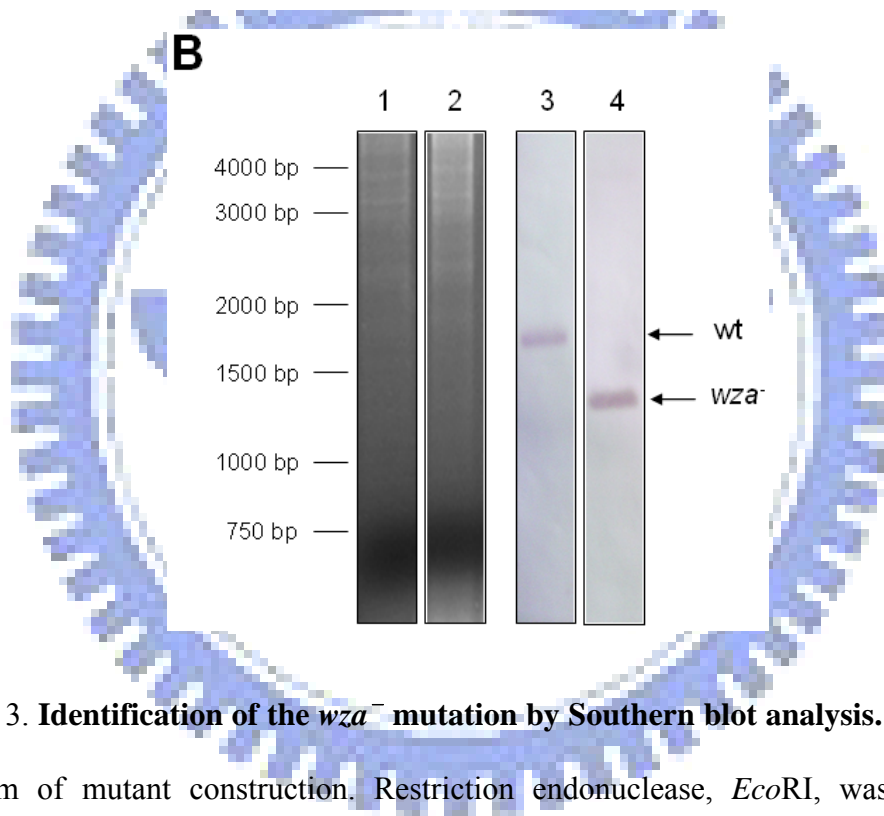 B
1 2 3 4
4000 bp
3000 bp
2000 bp
wt
1500 bp
wza-
1000 bp
750 bp
3. Identification of the wza− mutation by Southern blot analysis.
m of mutant construction. Restriction endonuclease, EcoRI, was